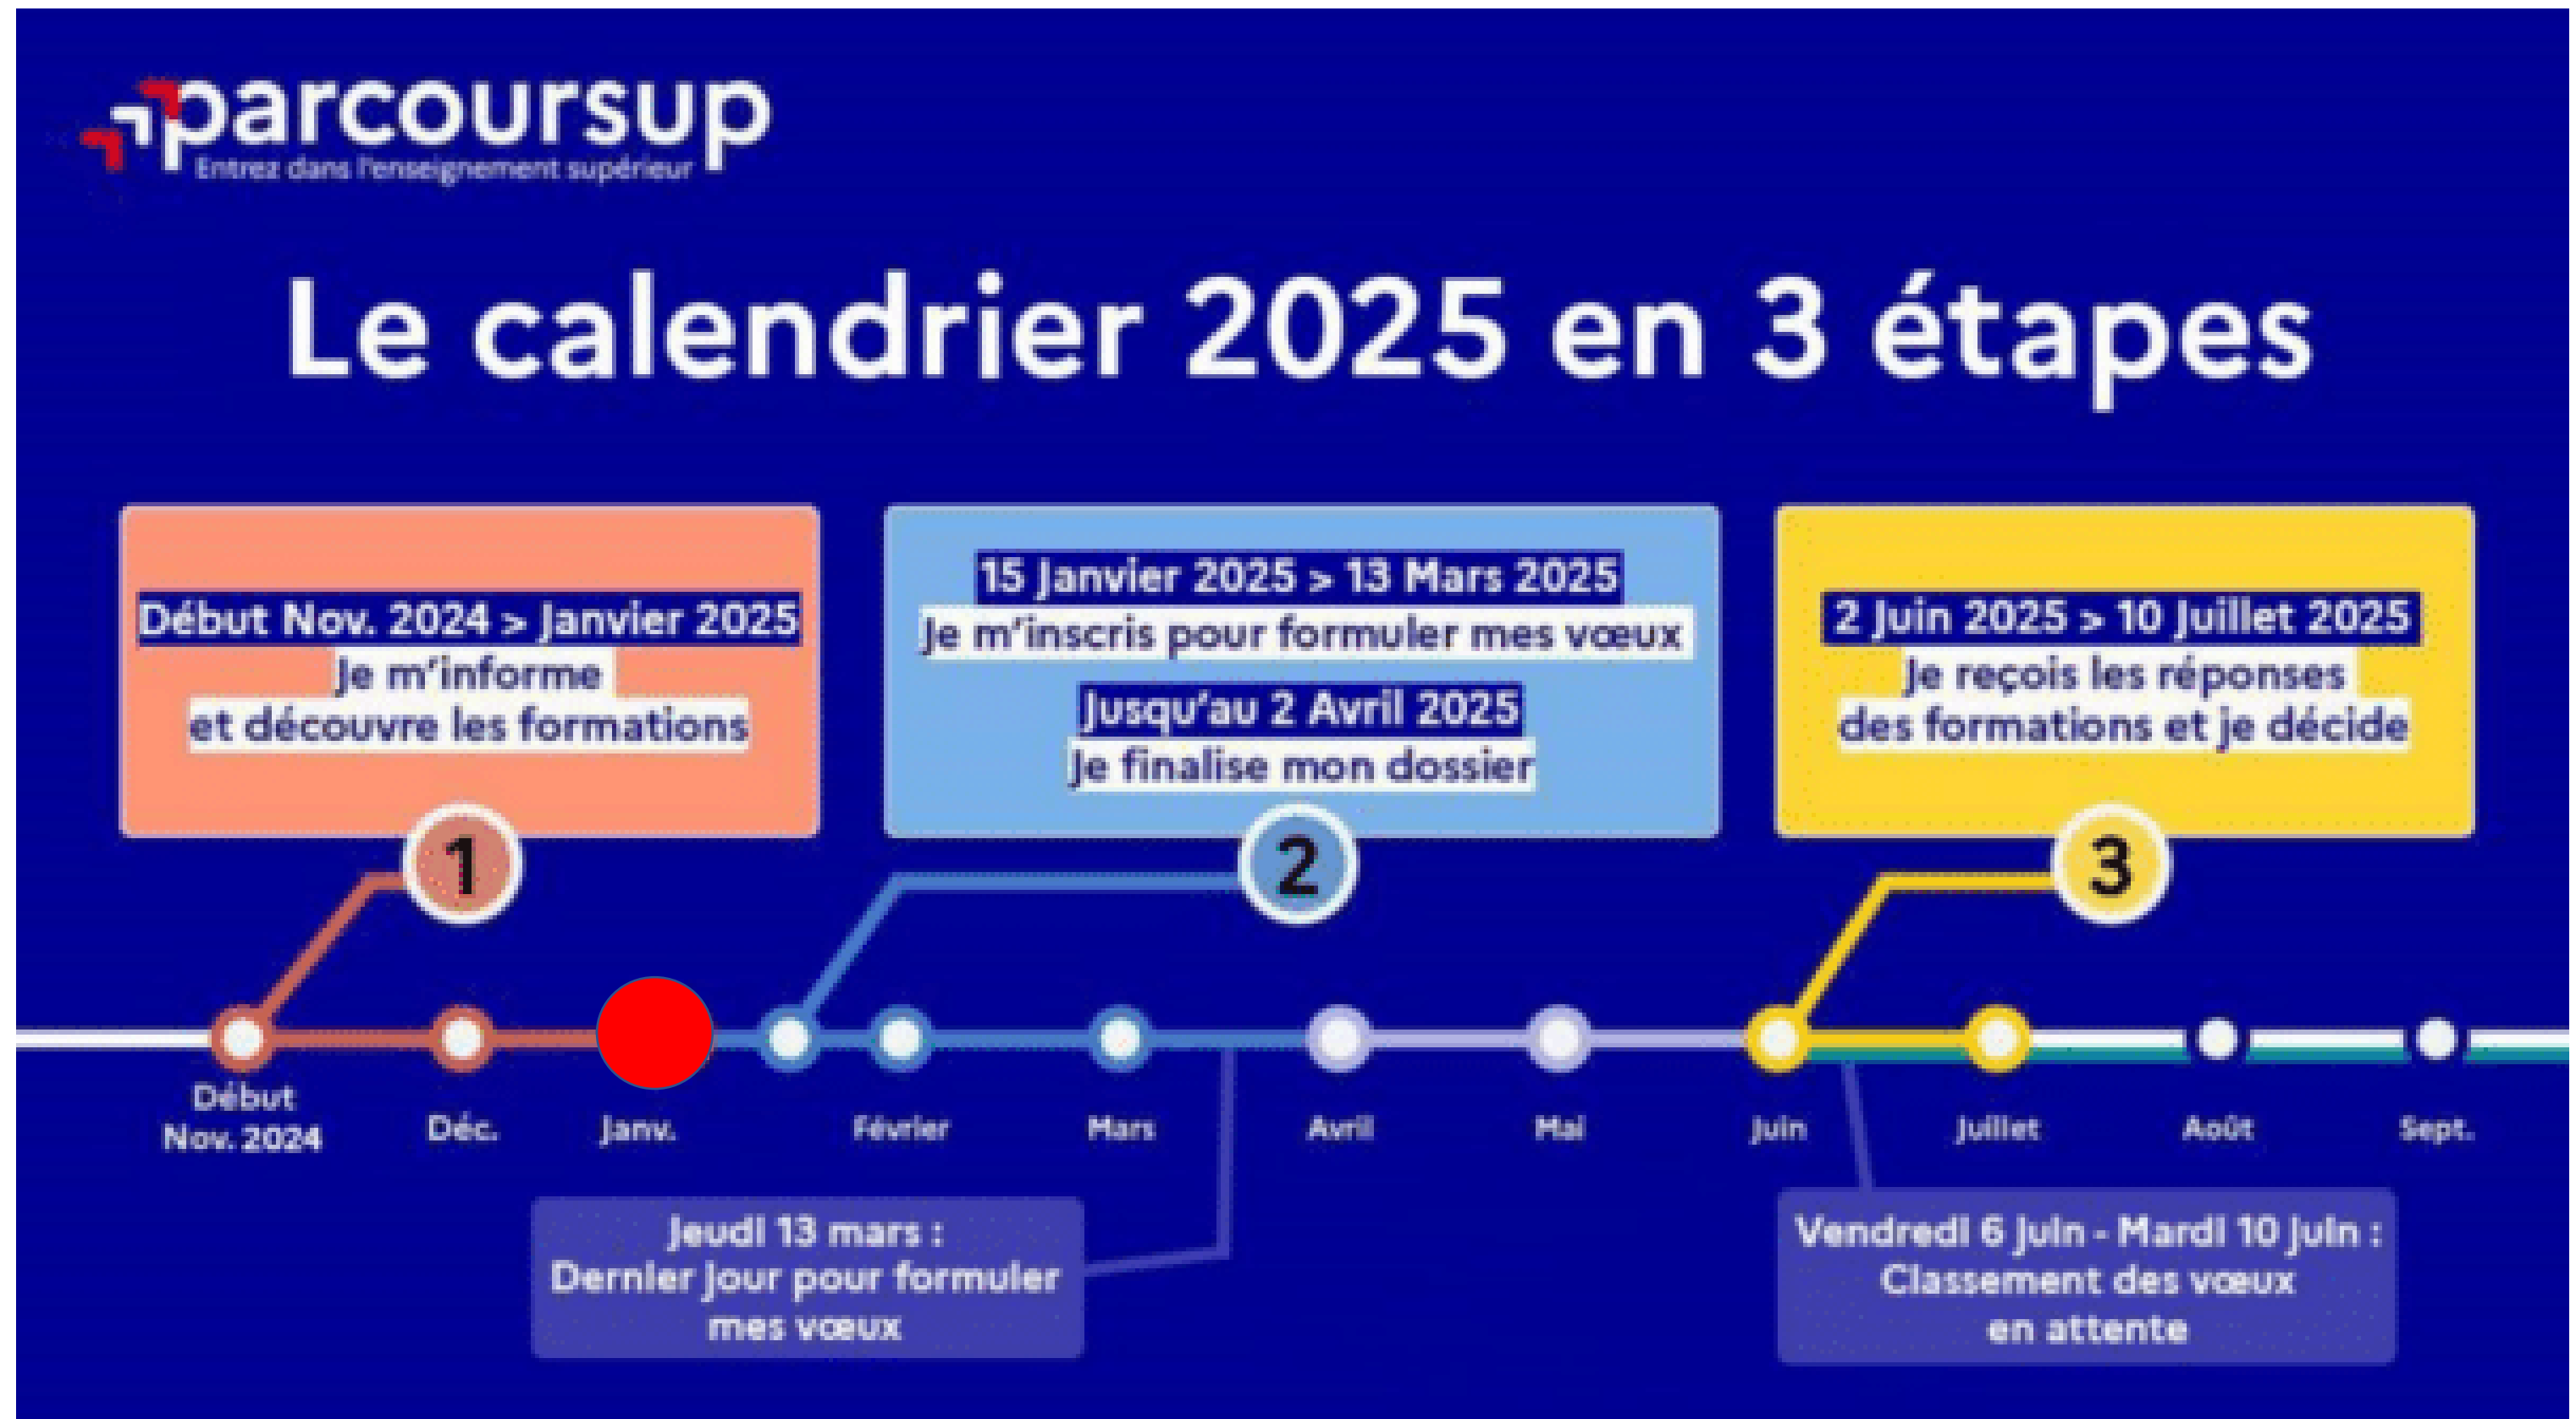 parcoursup
Entrez dans l'enseignement supérieur
Le calendrier 2025 en 3 étapes
Début Nov. 2024 > Janvier 2025
Je m'informe
et découvre les formations
1
15 Janvier 2025 > 13 Mars 2025
Je m'inscris pour formuler mes vœux
Jusqu'au 2 Avril 2025
Je finalise mon dossier
2
2 Juin 2025 > 10 Juillet 2025
Je reçois les réponses
des formations et je décide
3
Début
Nov. 2024
Déc.
Janv.
Février
Mars
Avril
Mai
Juin
Juillet
Août
Sept.
Jeudi 13 mars :
Dernier jour pour formuler
mes vœux
Vendredi 6 juin - Mardi 10 juin :
Classement des vœux
en attente